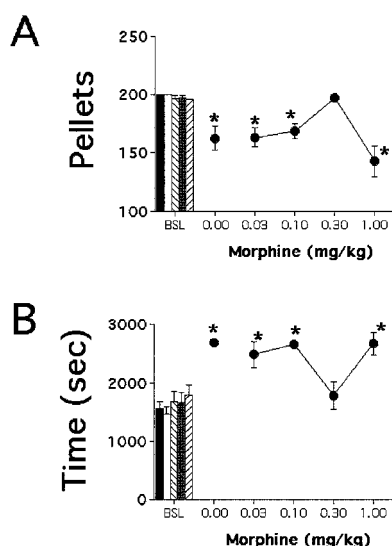 A
Pellets
250
200
150
100
BSL 0.00 0.03 0.10 0.30 1.00
* * * *
Morphine (mg/kg)
B
Time (sec)
3000
2000
1000
0
BSL 0.00 0.03 0.10 0.30 1.00
* * * *
Morphine (mg/kg)